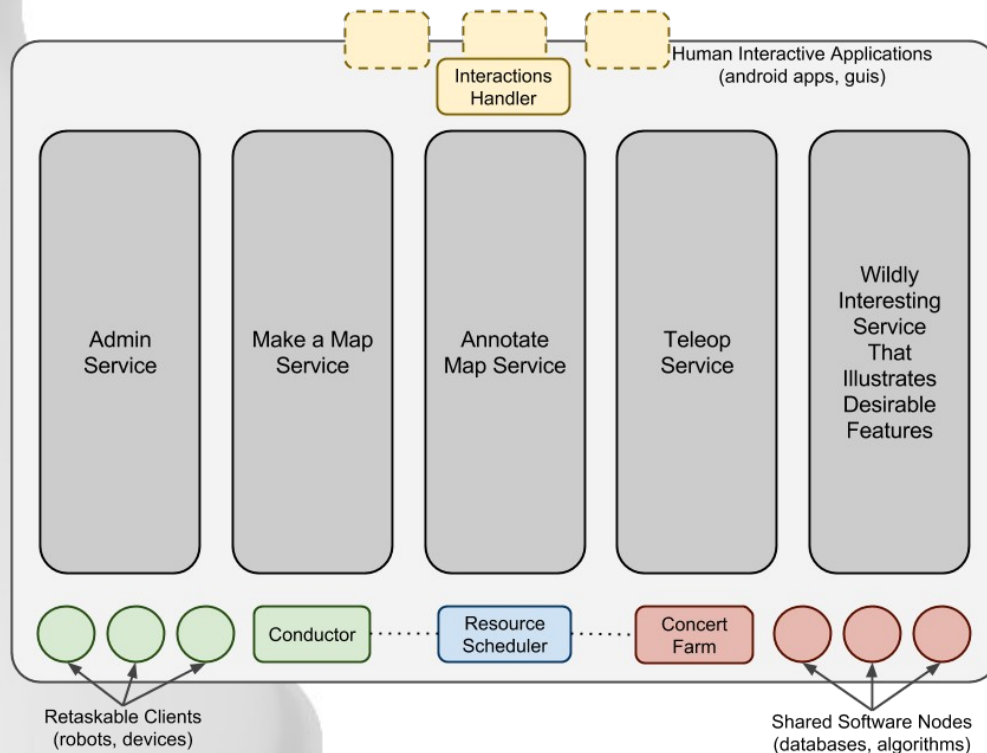 Human Interactive Applications
(android apps, guis)
Interactions
Handler
Admin
Service
Make a Map
Service
Annotate
Map Service
Teleop
Service
Wildly
Interesting
Service
That
Illustrates
Desirable
Features
Conductor
Resource
Scheduler
Concert
Farm
Retaskable Clients
(robots, devices)
Shared Software Nodes
(databases, algorithms)